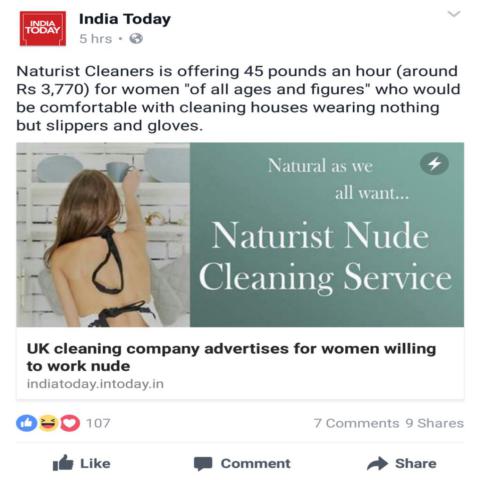 INDIA
TODAY
India Today
5 hrs •
Naturist Cleaners is offering 45 pounds an hour (around
Rs 3,770) for women "of all ages and figures" who would
be comfortable with cleaning houses wearing nothing
but slippers and gloves.
Natural as we
all want...
Naturist Nude
Cleaning Service
UK cleaning company advertises for women willing
to work nude
indiatoday.intoday.in
107
7 Comments 9 Shares
Like
Comment
Share